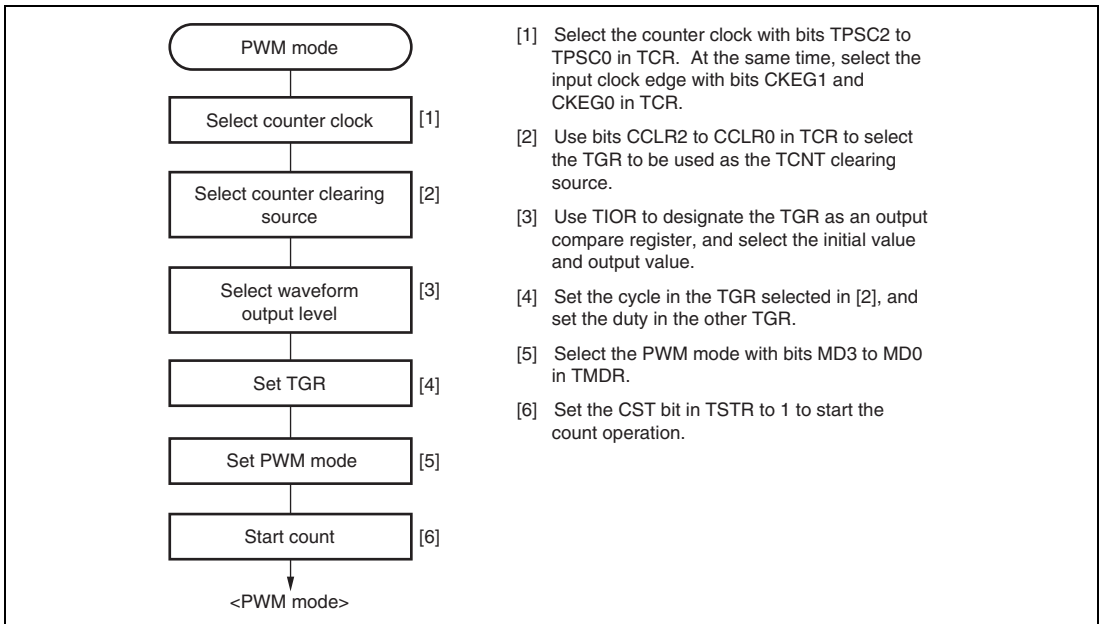 PWM mode
Select counter clock
[1]
Select counter clearing
source
[2]
Select waveform
output level
[3]
Set TGR
[4]
Set PWM mode
[5]
Start count
[6]
<PWM mode>
[1] Select the counter clock with bits TPSC2 to
TPSC0 in TCR. At the same time, select the
input clock edge with bits CKEG1 and
CKEG0 in TCR.
[2] Use bits CCLR2 to CCLR0 in TCR to select
the TGR to be used as the TCNT clearing
source.
[3] Use TIOR to designate the TGR as an output
compare register, and select the initial value
and output value.
[4] Set the cycle in the TGR selected in [2], and
set the duty in the other TGR.
[5] Select the PWM mode with bits MD3 to MD0
in TMDR.
[6] Set the CST bit in TSTR to 1 to start the
count operation.